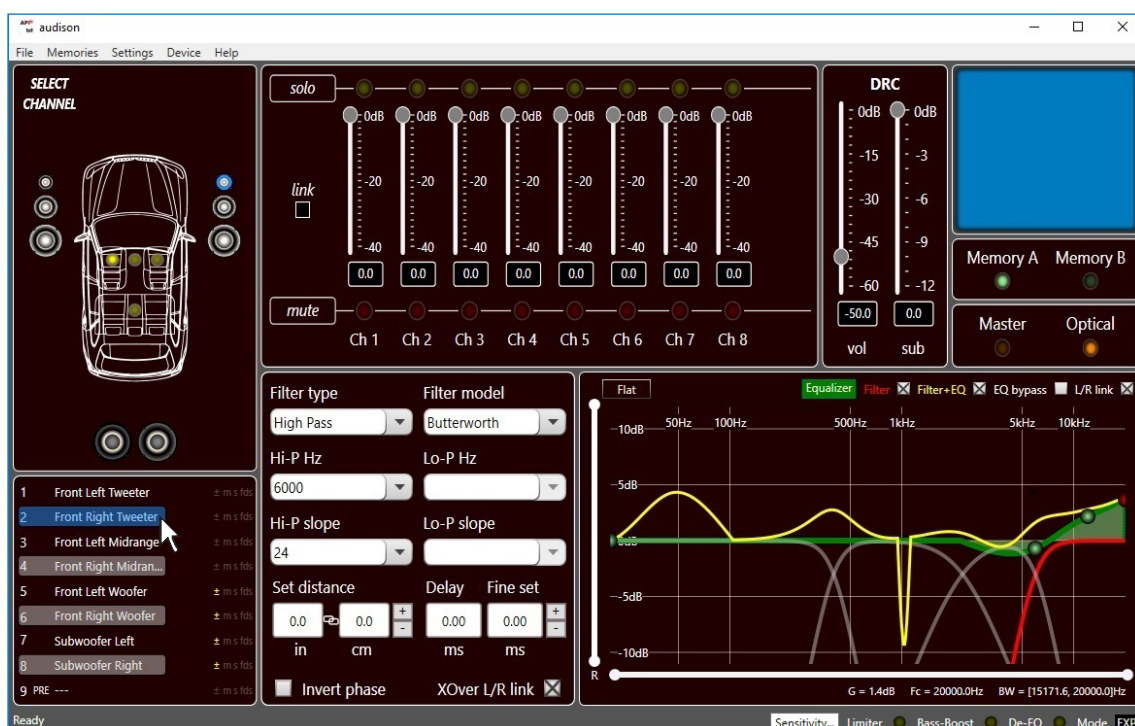 audison
File Memories Settings Device Help
SELECT
CHANNEL
1 Front Left Tweeter ± m s fds
2 Front Right Tweeter ± m s fds
3 Front Left Midrange ± m s fds
4 Front Right Midran... ± m s fds
5 Front Left Woofer ± m s fds
6 Front Right Woofer ± m s fds
7 Subwoofer Left ± m s fds
8 Subwoofer Right ± m s fds
9 PRE --- ± m s fds
solo
0dB 0dB 0dB 0dB 0dB 0dB 0dB 0dB
link
-20 -20 -20 -20 -20 -20 -20 -20
-40 -40 -40 -40 -40 -40 -40 -40
0.0 0.0 0.0 0.0 0.0 0.0 0.0 0.0
mute
Ch 1 Ch 2 Ch 3 Ch 4 Ch 5 Ch 6 Ch 7 Ch 8
DRC
0dB 0dB
-15 -3
-30 -6
-45 -9
-60 -12
-50.0 0.0
vol sub
Memory A Memory B
Master Optical
Filter type Filter model
High Pass Butterworth
Hi-P Hz Lo-P Hz
6000
Hi-P slope Lo-P slope
24
Set distance Delay Fine set
0.0 0.0 + - 0.00 0.00 + -
in cm ms ms
Invert phase XOver L/R link
Flat Equalizer Filter Filter+EQ EQ bypass L/R link
50Hz 100Hz 500Hz 1kHz 5kHz 10kHz
-10dB
-5dB
0dB
-5dB
-10dB
R
G = 1.4dB Fc = 20000.0Hz BW = [15171.6, 20000.0]Hz
Ready Sensitivity... Limiter Bass-Boost De-EQ Mode